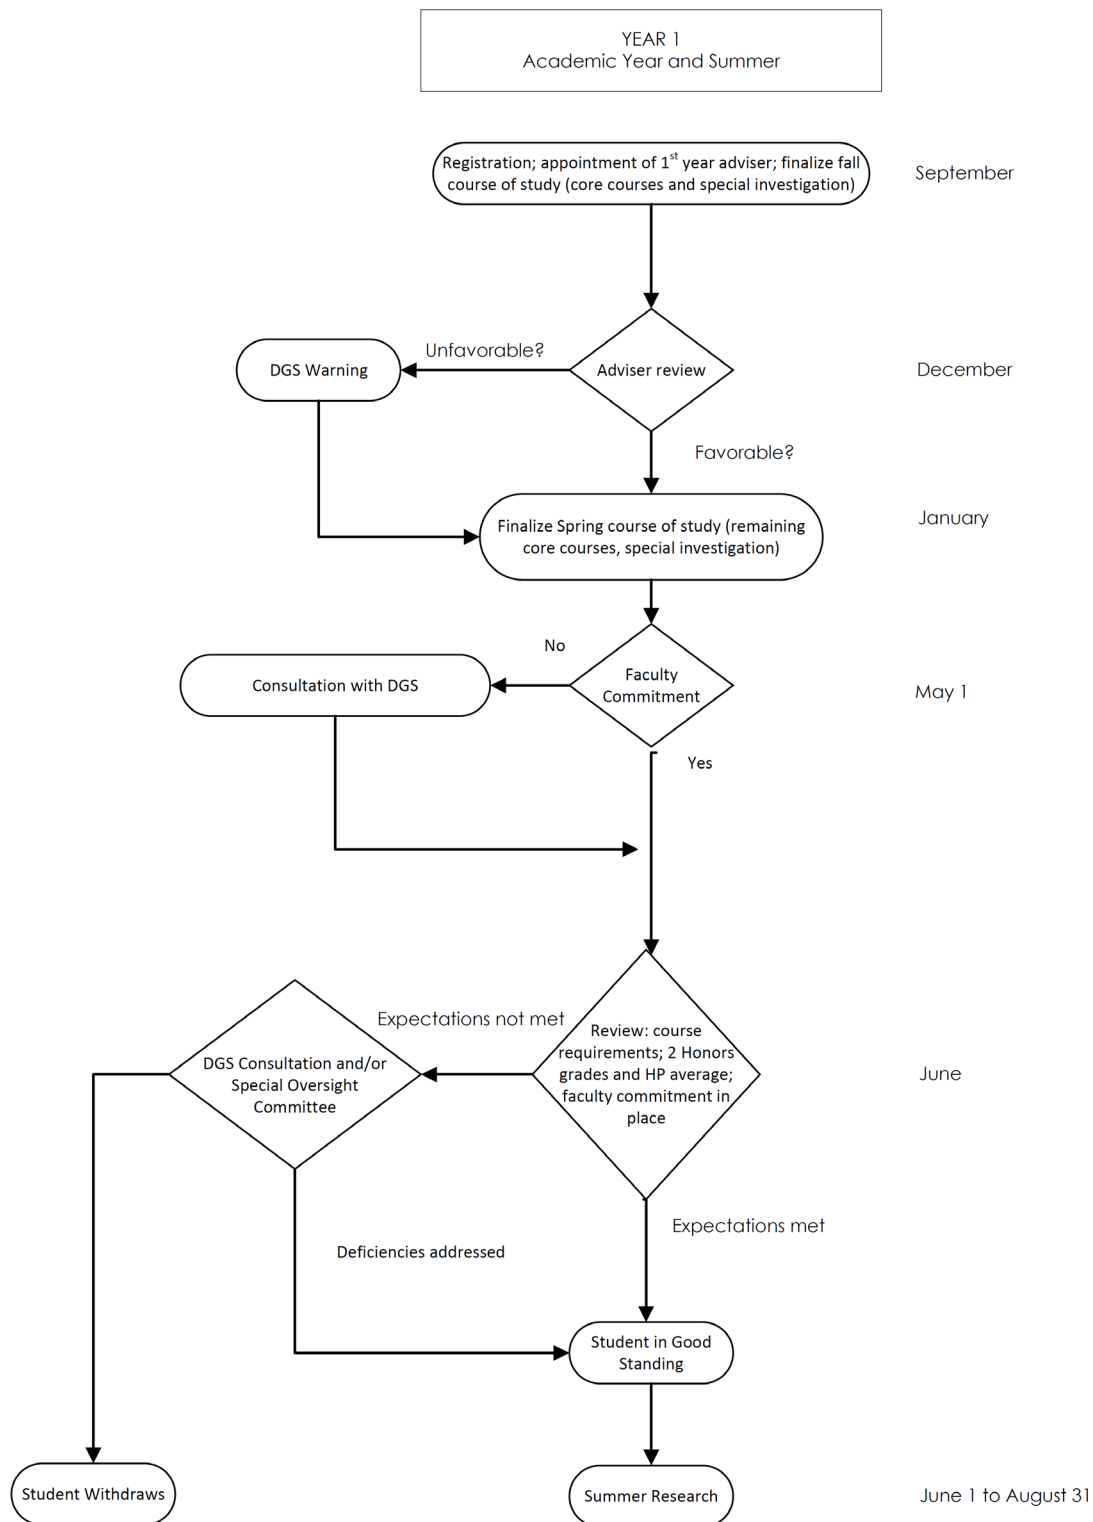 YEAR 1
Academic Year and Summer
Registration; appointment of 1st year adviser; finalize fall
course of study (core courses and special investigation)
September
Unfavorable?
DGS Warning
Adviser review
December
Favorable?
January
Finalize Spring course of study (remaining
core courses, special investigation)
No
Faculty
Commitment
Consultation with DGS
May 1
Yes
Expectations not met
Review: course
requirements; 2 Honors
grades and HP average;
faculty commitment in
place
DGS Consultation and/or
Special Oversight
Committee
June
Expectations met
Deficiencies addressed
Student in Good
Standing
Student Withdraws
Summer Research
June 1 to August 31